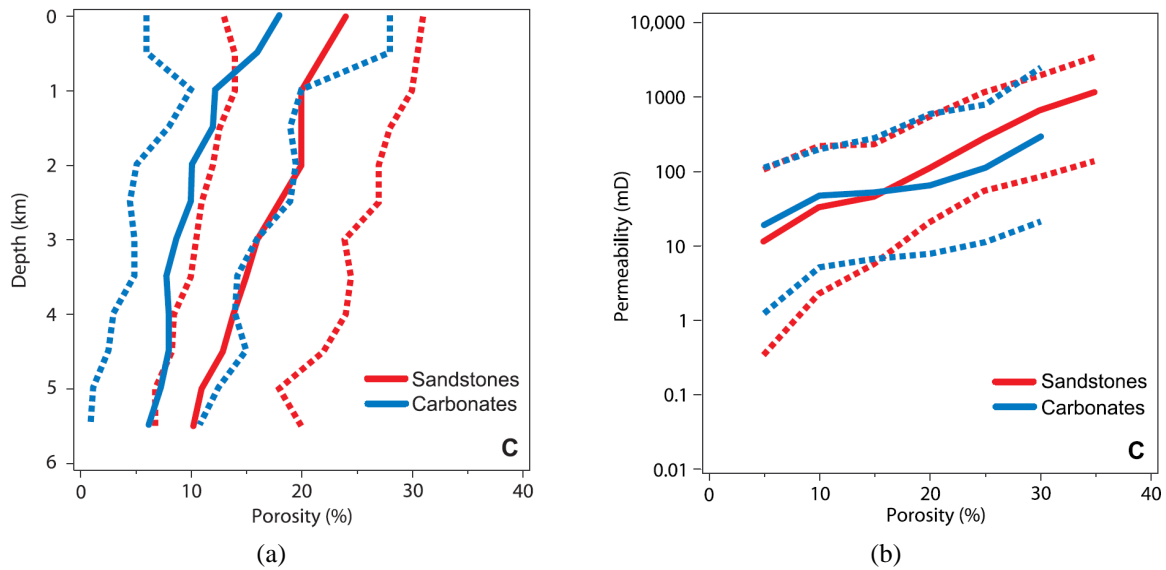 0
1
2
3
4
5
6
Depth (km)
0
10
20
30
40
Porosity (%)
Sandstones
Carbonates
C
(a)
10,000
1000
100
10
1
0.1
0.01
Permeability (mD)
0
10
20
30
40
Porosity (%)
Sandstones
Carbonates
C
(b)